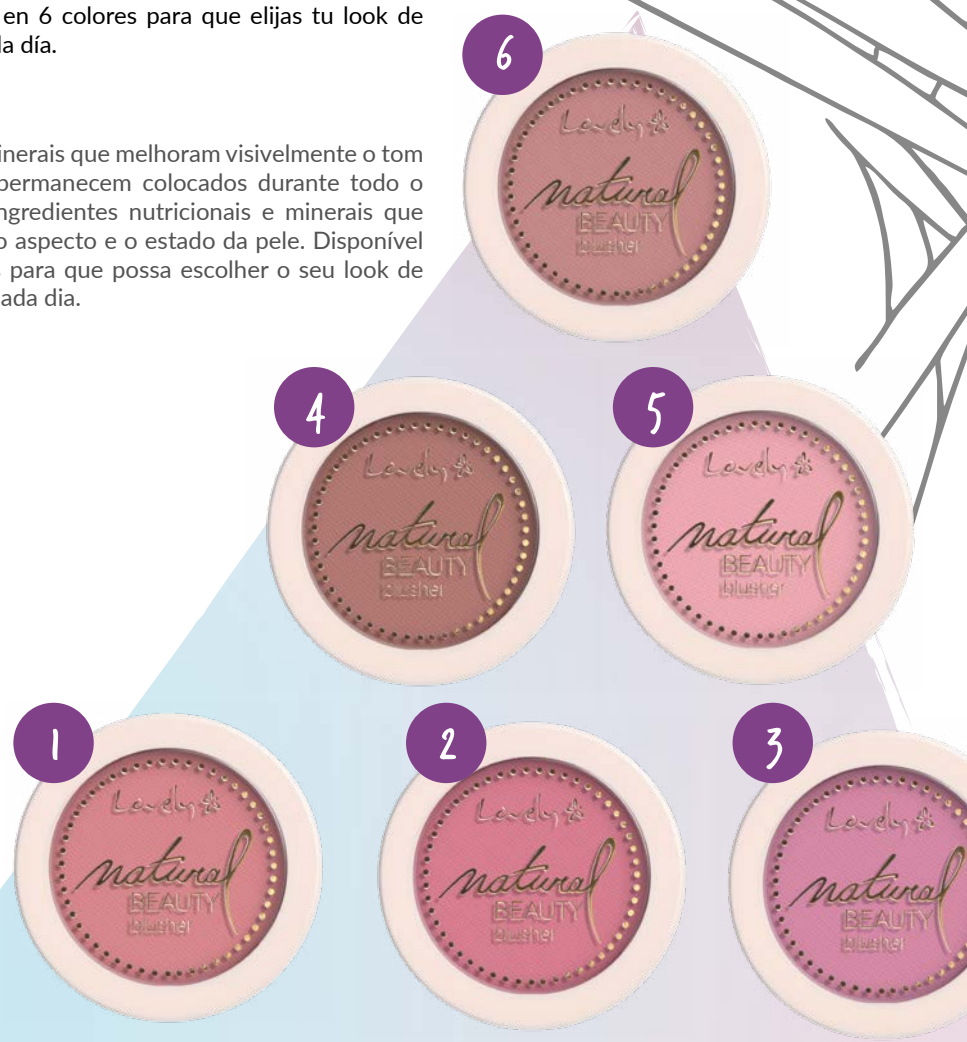 en 6 colores para que elijas tu look de
la día.
inerais que melhoram visivelmente o tom
permanecem colocados durante todo o
ngredientes nutricionais e minerais que
o aspecto e o estado da pele. Disponível
s para que possa escolher o seu look de
ada dia.
6
Lovely
natural
BEAUTY
blusher
4
Lovely
natural
BEAUTY
blusher
5
Lovely
natural
BEAUTY
blusher
1
Lovely
natural
BEAUTY
blusher
2
Lovely
natural
BEAUTY
blusher
3
Lovely
natural
BEAUTY
blusher